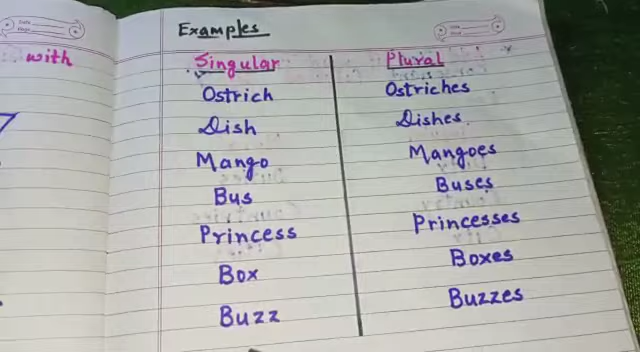 Examples
with
Singular Plural
Ostrich Ostriches
Dish Dishes
Mango Mangoes
Bus Buses
Princess Princesses
Box Boxes
Buzz Buzzes